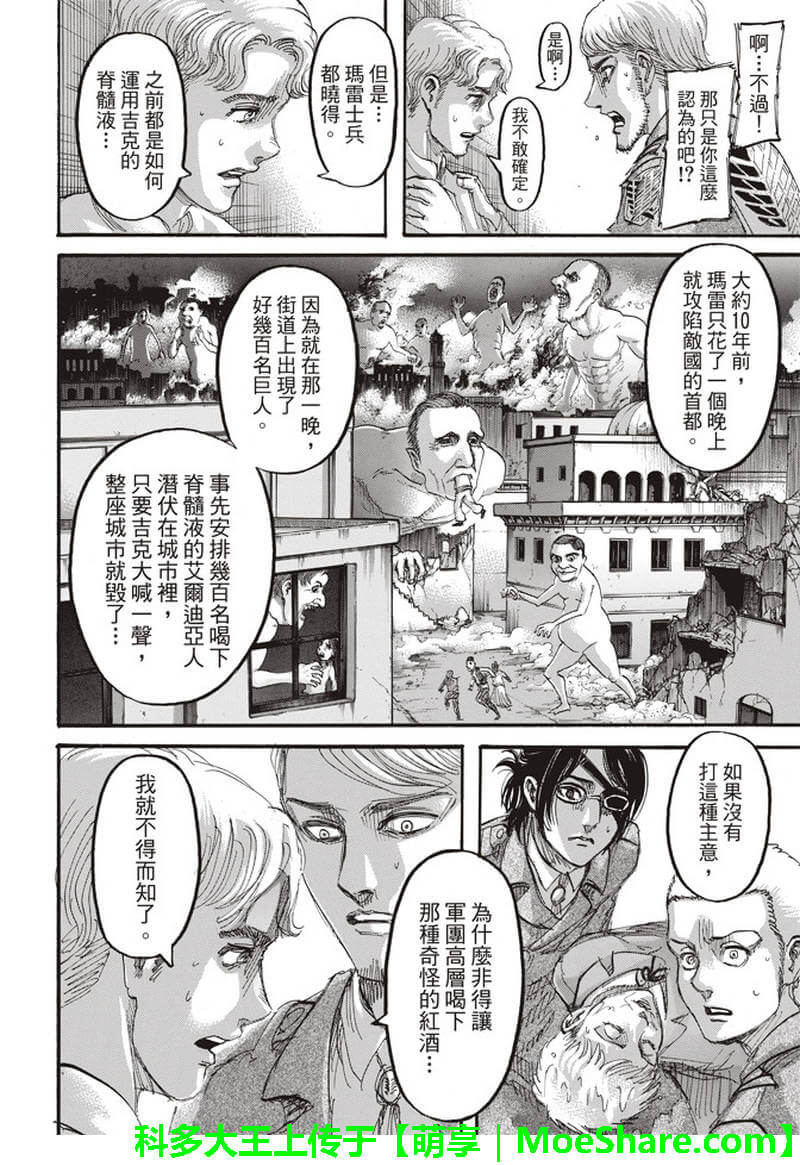 啊…不過！
那只是你這麼
認為的吧!?
是啊…
我不敢確定。
但是…
瑪雷士兵
都曉得。
之前都是如何
運用吉克的
脊髓液…
大約10年前，
瑪雷只花了一個晚上
就攻陷敵國的首都。
因為就在那一晚，
街道上出現了
好幾百名巨人。
事先安排幾百名喝下
脊髓液的艾爾迪亞人
潛伏在城市裡，
只要吉克大喊一聲，
整座城市就毀了…
如果沒有
打這種主意，
為什麼非得讓
軍團高層喝下
那種奇怪的紅酒…
我就不得而知了。
科多大王上传于【萌享】|MoeShare.com】